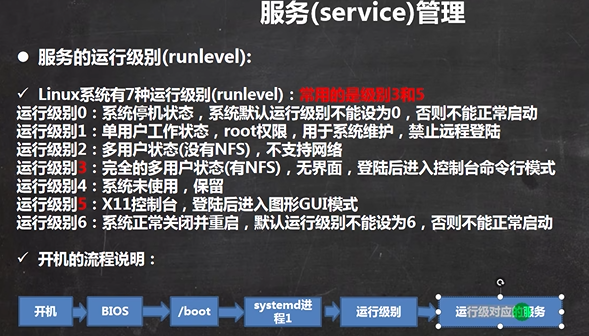 服务(service)管理
服务的运行级别(runlevel):
Linux系统有7种运行级别(runlevel)：常用的是级别3和5
运行级别0：系统停机状态，系统默认运行级别不能设为0，否则不能正常启动
运行级别1：单用户工作状态，root权限，用于系统维护，禁止远程登陆
运行级别2：多用户状态(没有NFS)，不支持网络
运行级别3：完全的多用户状态(有NFS)，无界面，登陆后进入控制台命令行模式
运行级别4：系统未使用，保留
运行级别5：X11控制台，登陆后进入图形GUI模式
运行级别6：系统正常关闭并重启，默认运行级别不能设为6，否则不能正常启动
开机的流程说明：
开机
BIOS
/boot
systemd进
程1
运行级别
运行级对应的服务